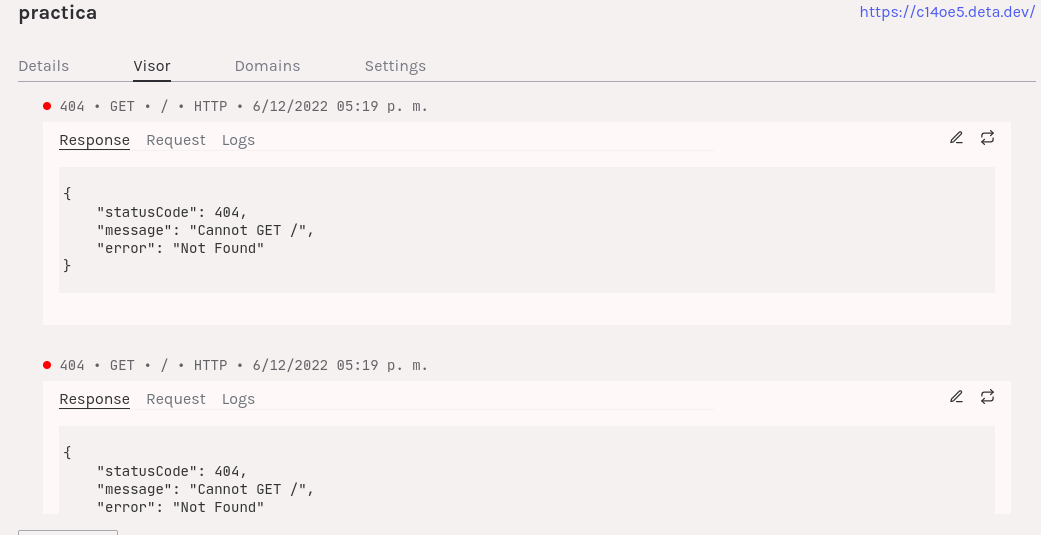 practica
https://c14oe5.deta.dev/
Details Visor Domains Settings
404 • GET • / • HTTP • 6/12/2022 05:19 p. m.
Response Request Logs
{
    "statusCode": 404,
    "message": "Cannot GET /",
    "error": "Not Found"
}
404 • GET • / • HTTP • 6/12/2022 05:19 p. m.
Response Request Logs
{
    "statusCode": 404,
    "message": "Cannot GET /",
    "error": "Not Found"